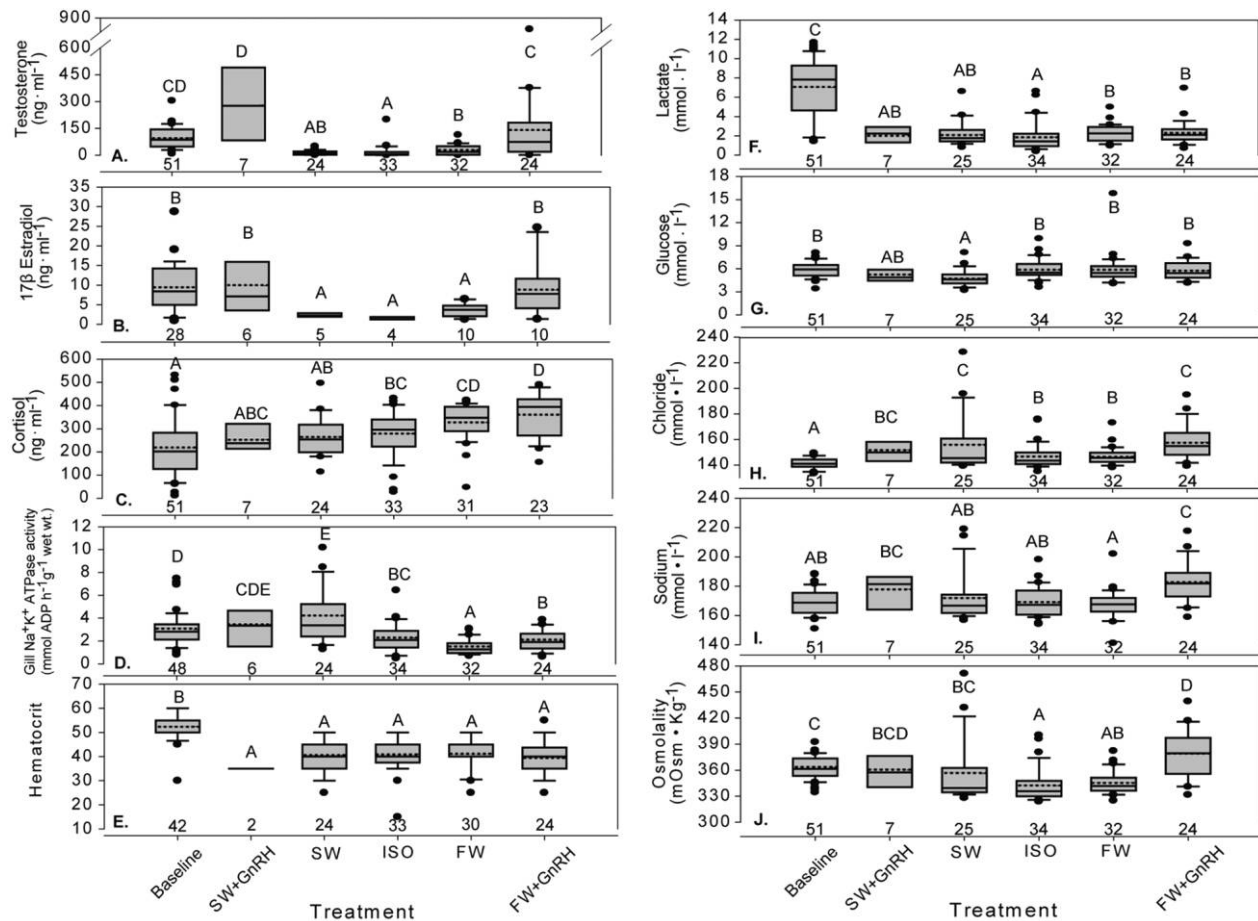 900
600
450
300
150
0
Testosterone
(ng · ml⁻¹)
CD
D
AB
A
B
C
A.
51
7
24
33
32
24
35
30
25
20
15
10
5
0
17β Estradiol
(ng · ml⁻¹)
B
B
A
A
A
B
B.
28
6
5
4
10
10
600
500
400
300
200
100
0
Cortisol
(ng · ml⁻¹)
A
ABC
AB
BC
CD
D
C.
51
7
24
33
31
23
12
10
8
6
4
2
0
Gill Na⁺K⁺ ATPase activity
(mmol ADP h⁻¹g⁻¹ wet wt.)
D
CDE
E
BC
A
B
D.
48
6
24
34
32
24
70
60
50
40
30
20
10
Hematocrit
B
A
A
A
A
A
E.
42
2
24
33
30
24
Baseline
SW+GnRH
SW
ISO
FW
FW+GnRH
Treatment
14
12
10
8
6
4
2
0
Lactate
(mmol · l⁻¹)
C
AB
AB
A
B
B
F.
51
7
25
34
32
24
18
15
12
9
6
3
0
Glucose
(mmol · l⁻¹)
B
AB
A
B
B
B
G.
51
7
25
34
32
24
240
220
200
180
160
140
Chloride
(mmol • l⁻¹)
A
BC
C
B
B
C
H.
51
7
25
34
32
24
240
220
200
180
160
140
Sodium
(mmol • l⁻¹)
AB
BC
AB
AB
A
C
I.
51
7
25
34
32
24
480
450
420
390
360
330
300
Osmolality
(mOsm • Kg⁻¹)
C
BCD
BC
A
AB
D
J.
51
7
25
34
32
24
Baseline
SW+GnRH
SW
ISO
FW
FW+GnRH
Treatment